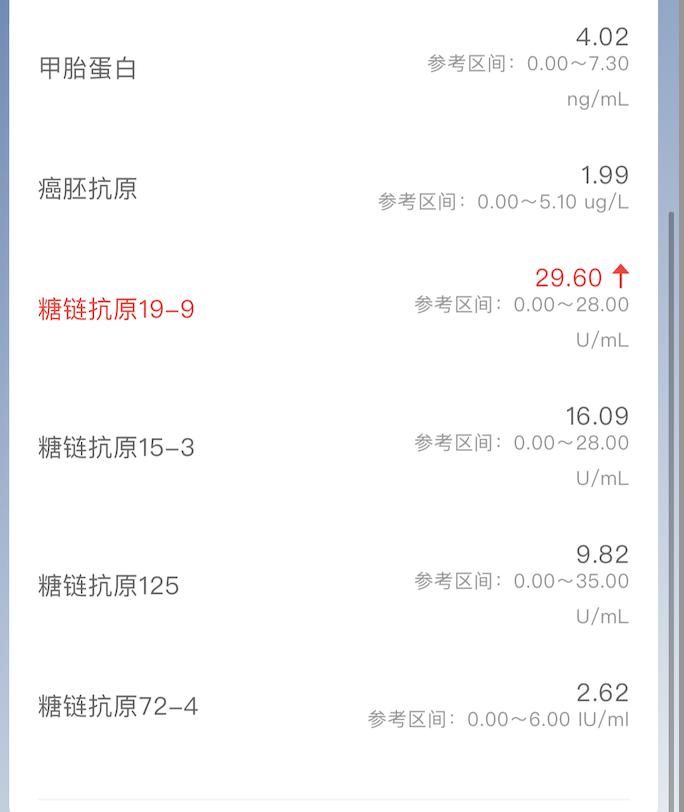 4.02
甲胎蛋白
参考区间：0.00～7.30
ng/mL
1.99
癌胚抗原
参考区间：0.00～5.10 ug/L
29.60 ↑
糖链抗原19-9
参考区间：0.00～28.00
U/mL
16.09
糖链抗原15-3
参考区间：0.00～28.00
U/mL
9.82
糖链抗原125
参考区间：0.00～35.00
U/mL
2.62
糖链抗原72-4
参考区间：0.00～6.00 IU/ml